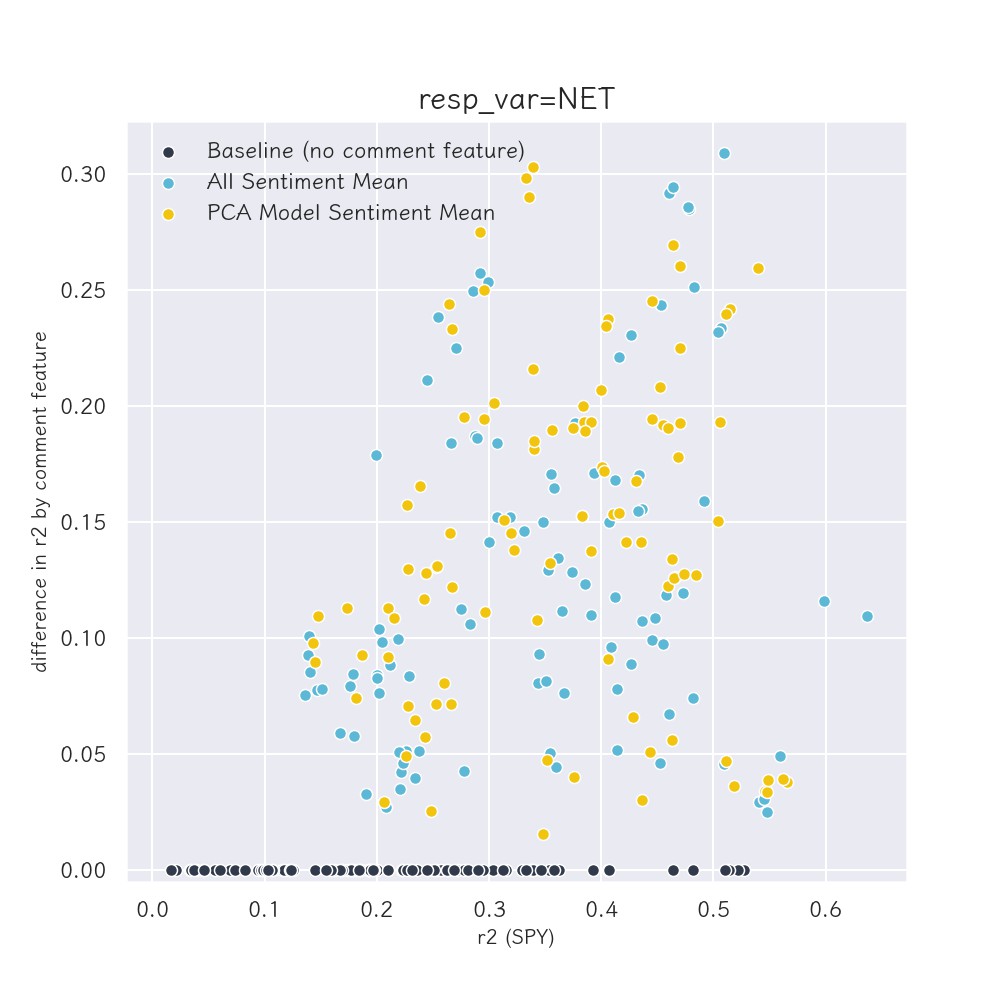 resp_var=NET
Baseline (no comment feature)
All Sentiment Mean
PCA Model Sentiment Mean
difference in r2 by comment feature
0.30
0.25
0.20
0.15
0.10
0.05
0.00
0.0 0.1 0.2 0.3 0.4 0.5 0.6
r2 (SPY)